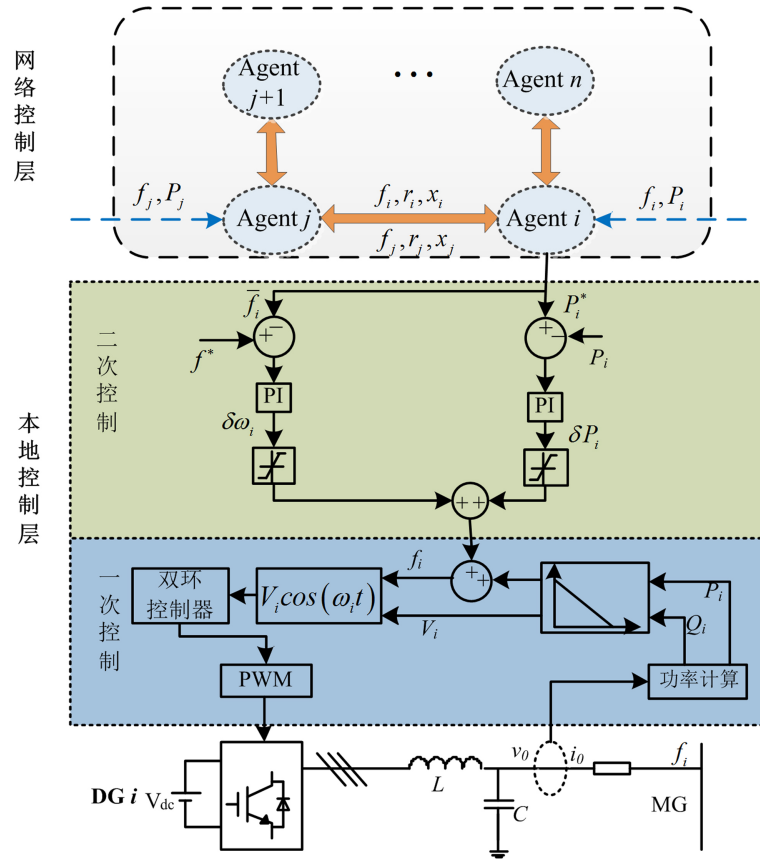 网络控制层
Agent
j+1
...
Agent n
f_j, P_j
Agent j
f_i, r_i, x_i
f_j, r_j, x_j
Agent i
f_i, P_i
本地控制层
二次控制
f̅_i
P_i^*
+ −
+ −
f^*
P_i
PI
PI
δω_i
δP_i
+ +
一次控制
双环
控制器
V_i cos(ω_i t)
f_i
+ +
V_i
P_i
Q_i
PWM
功率计算
DG i
V_dc
L
C
v_0
i_0
f_i
MG